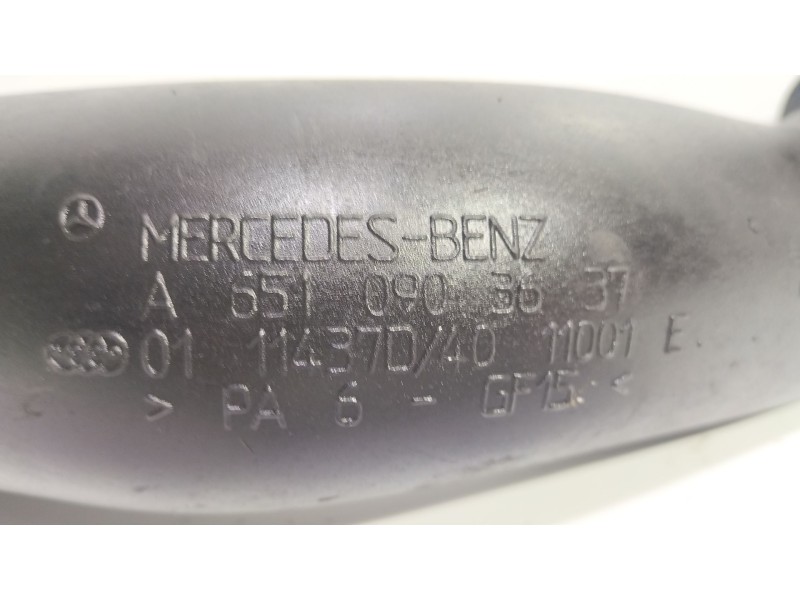 MERCEDES-BENZ
A 651 090 36 37
01 11437D/40 11001 E
> PA 6 - GF15. <